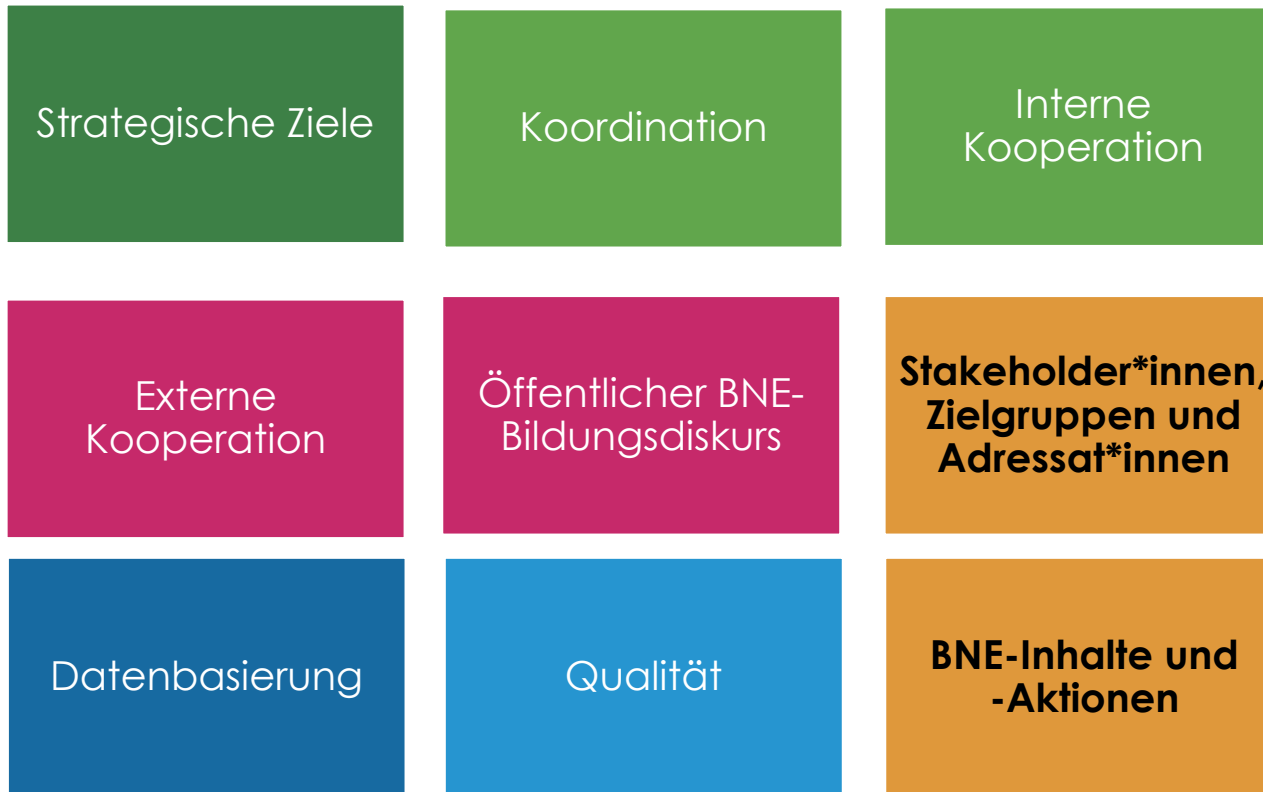 Strategische Ziele
Koordination
Interne
Kooperation
Externe
Kooperation
Öffentlicher BNE-
Bildungsdiskurs
Stakeholder*innen,
Zielgruppen und
Adressat*innen
Datenbasierung
Qualität
BNE-Inhalte und
-Aktionen